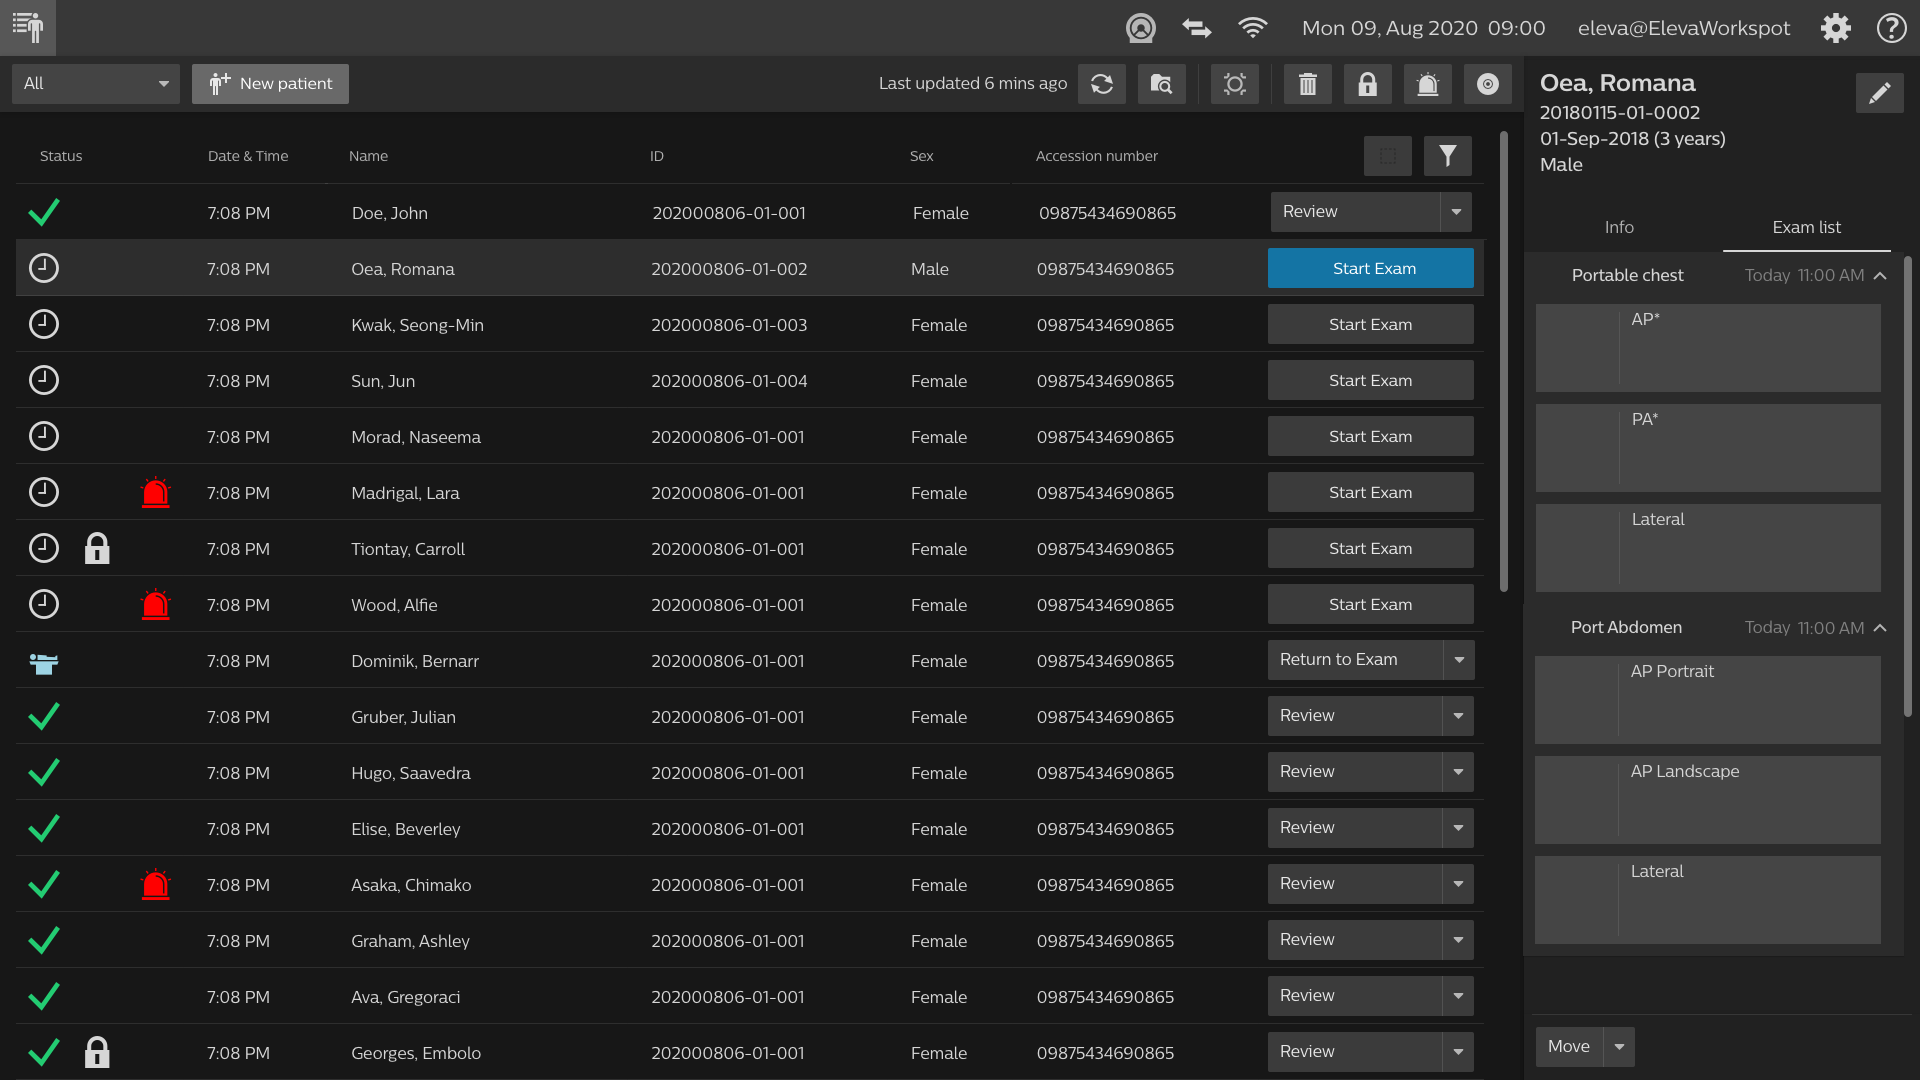 Mon 09, Aug 2020 09:00
eleva@ElevaWorkspot
All
New patient
Last updated 6 mins ago
Status Date & Time Name ID Sex Accession number
7:08 PM Doe, John 202000806-01-001 Female 09875434690865 Review
7:08 PM Oea, Romana 202000806-01-002 Male 09875434690865 Start Exam
7:08 PM Kwak, Seong-Min 202000806-01-003 Female 09875434690865 Start Exam
7:08 PM Sun, Jun 202000806-01-004 Female 09875434690865 Start Exam
7:08 PM Morad, Naseema 202000806-01-001 Female 09875434690865 Start Exam
7:08 PM Madrigal, Lara 202000806-01-001 Female 09875434690865 Start Exam
7:08 PM Tiontay, Carroll 202000806-01-001 Female 09875434690865 Start Exam
7:08 PM Wood, Alfie 202000806-01-001 Female 09875434690865 Start Exam
7:08 PM Dominik, Bernarr 202000806-01-001 Female 09875434690865 Return to Exam
7:08 PM Gruber, Julian 202000806-01-001 Female 09875434690865 Review
7:08 PM Hugo, Saavedra 202000806-01-001 Female 09875434690865 Review
7:08 PM Elise, Beverley 202000806-01-001 Female 09875434690865 Review
7:08 PM Asaka, Chimako 202000806-01-001 Female 09875434690865 Review
7:08 PM Graham, Ashley 202000806-01-001 Female 09875434690865 Review
7:08 PM Ava, Gregoraci 202000806-01-001 Female 09875434690865 Review
7:08 PM Georges, Embolo 202000806-01-001 Female 09875434690865 Review
Oea, Romana
20180115-01-0002
01-Sep-2018 (3 years)
Male
Info Exam list
Portable chest Today 11:00 AM
AP*
PA*
Lateral
Port Abdomen Today 11:00 AM
AP Portrait
AP Landscape
Lateral
Move